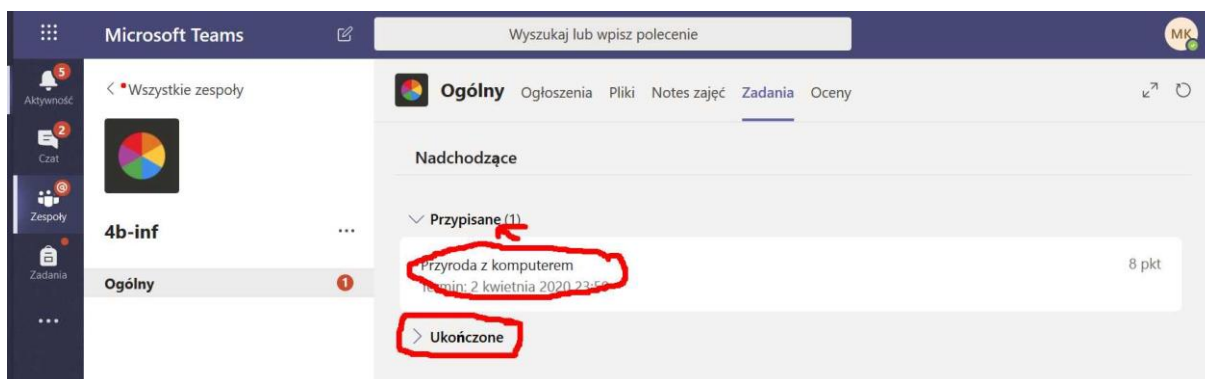 Microsoft Teams
Wyszukaj lub wpisz polecenie
MK
5
Aktywność
2
Czat
@
Zespoły
Zadania
Wszystkie zespoły
4b-inf
Ogólny
1
Ogólny Ogłoszenia Pliki Notes zajęć Zadania Oceny
Nadchodzące
Przypisane (1)
Przyroda z komputerem
8 pkt
Termin: 2 kwietnia 2020 23:59
Ukończone